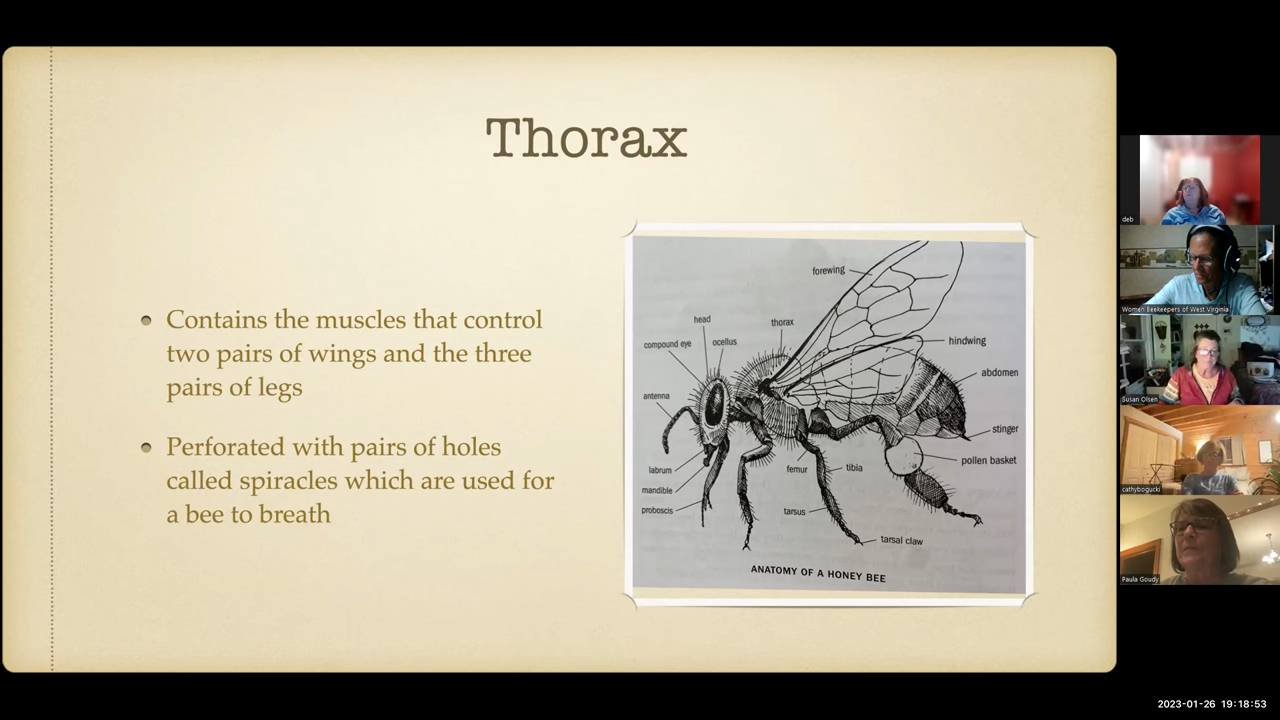 Thorax
Contains the muscles that control
two pairs of wings and the three
pairs of legs
Perforated with pairs of holes
called spiracles which are used for
a bee to breath
forewing
head
thorax
compound eye
ocellus
hindwing
abdomen
antenna
stinger
pollen basket
labrum
femur
tibia
mandible
proboscis
tarsus
tarsal claw
ANATOMY OF A HONEY BEE
deb
Women Beekeepers of West Virginia
Susan Olsen
cathybogucki
Paula Goudy
2023-01-26 19:18:53